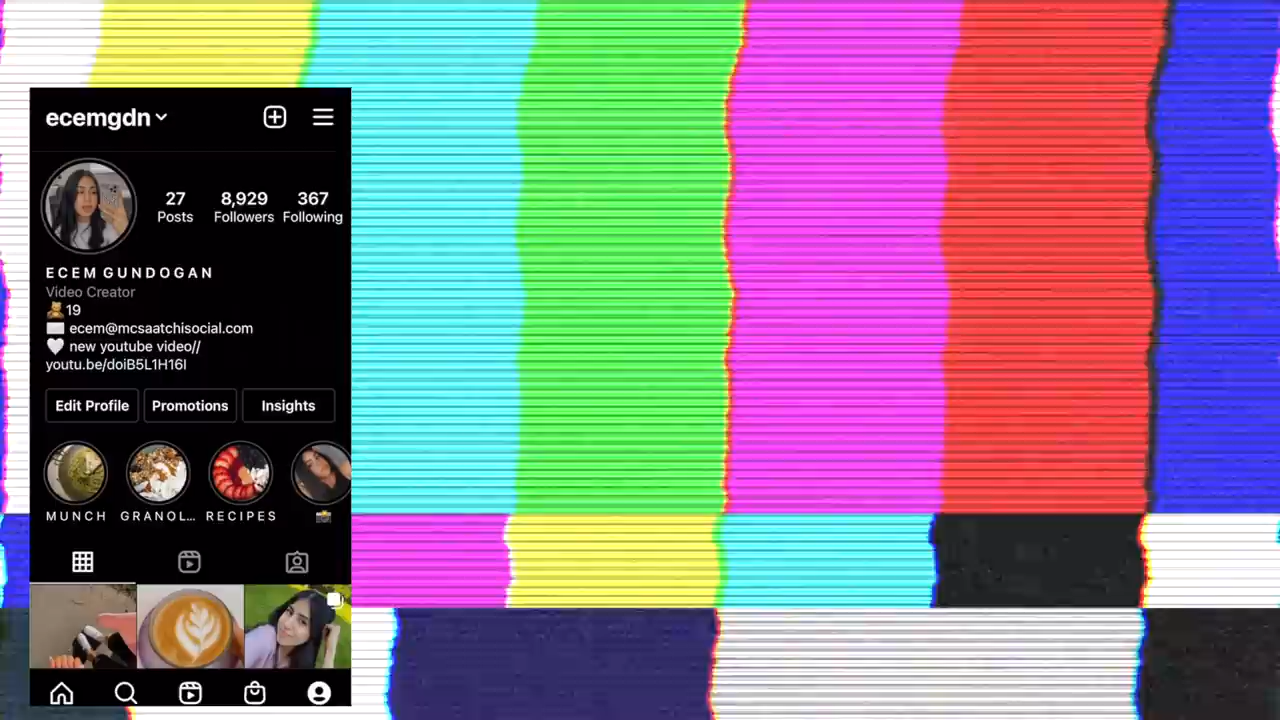 ecemgdn
27 8,929 367
Posts Followers Following
ECEM GUNDOGAN
Video Creator
🧸19
✉️ ecem@mcsaatchisocial.com
🤍 new youtube video//
youtu.be/doiB5L1H16I
Edit Profile Promotions Insights
MUNCH GRANOL... RECIPES 📸